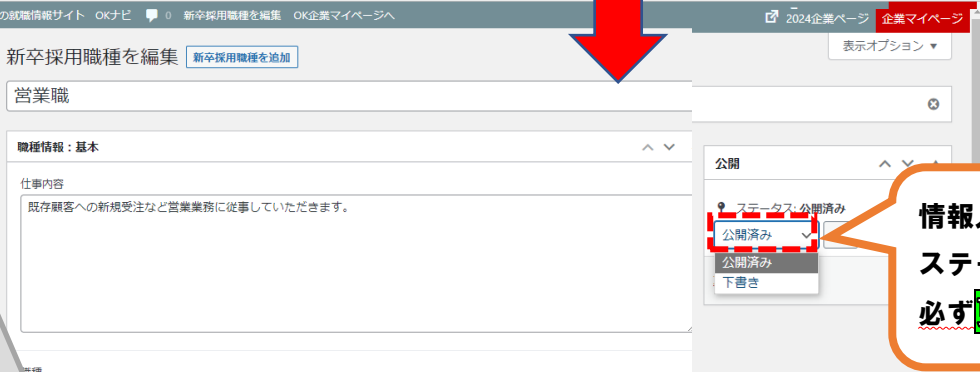 の就職情報サイト OKナビ 0 新卒採用職種を編集 OK企業マイページへ 2024企業ページ 企業マイページ
表示オプション ▼
新卒採用職種を編集 新卒採用職種を追加
営業職
職種情報：基本
仕事内容
既存顧客への新規受注など営業業務に従事していただきます。
公開
ステータス: 公開済み
公開済み
公開済み
下書き
情報
ステ
必ず
職種